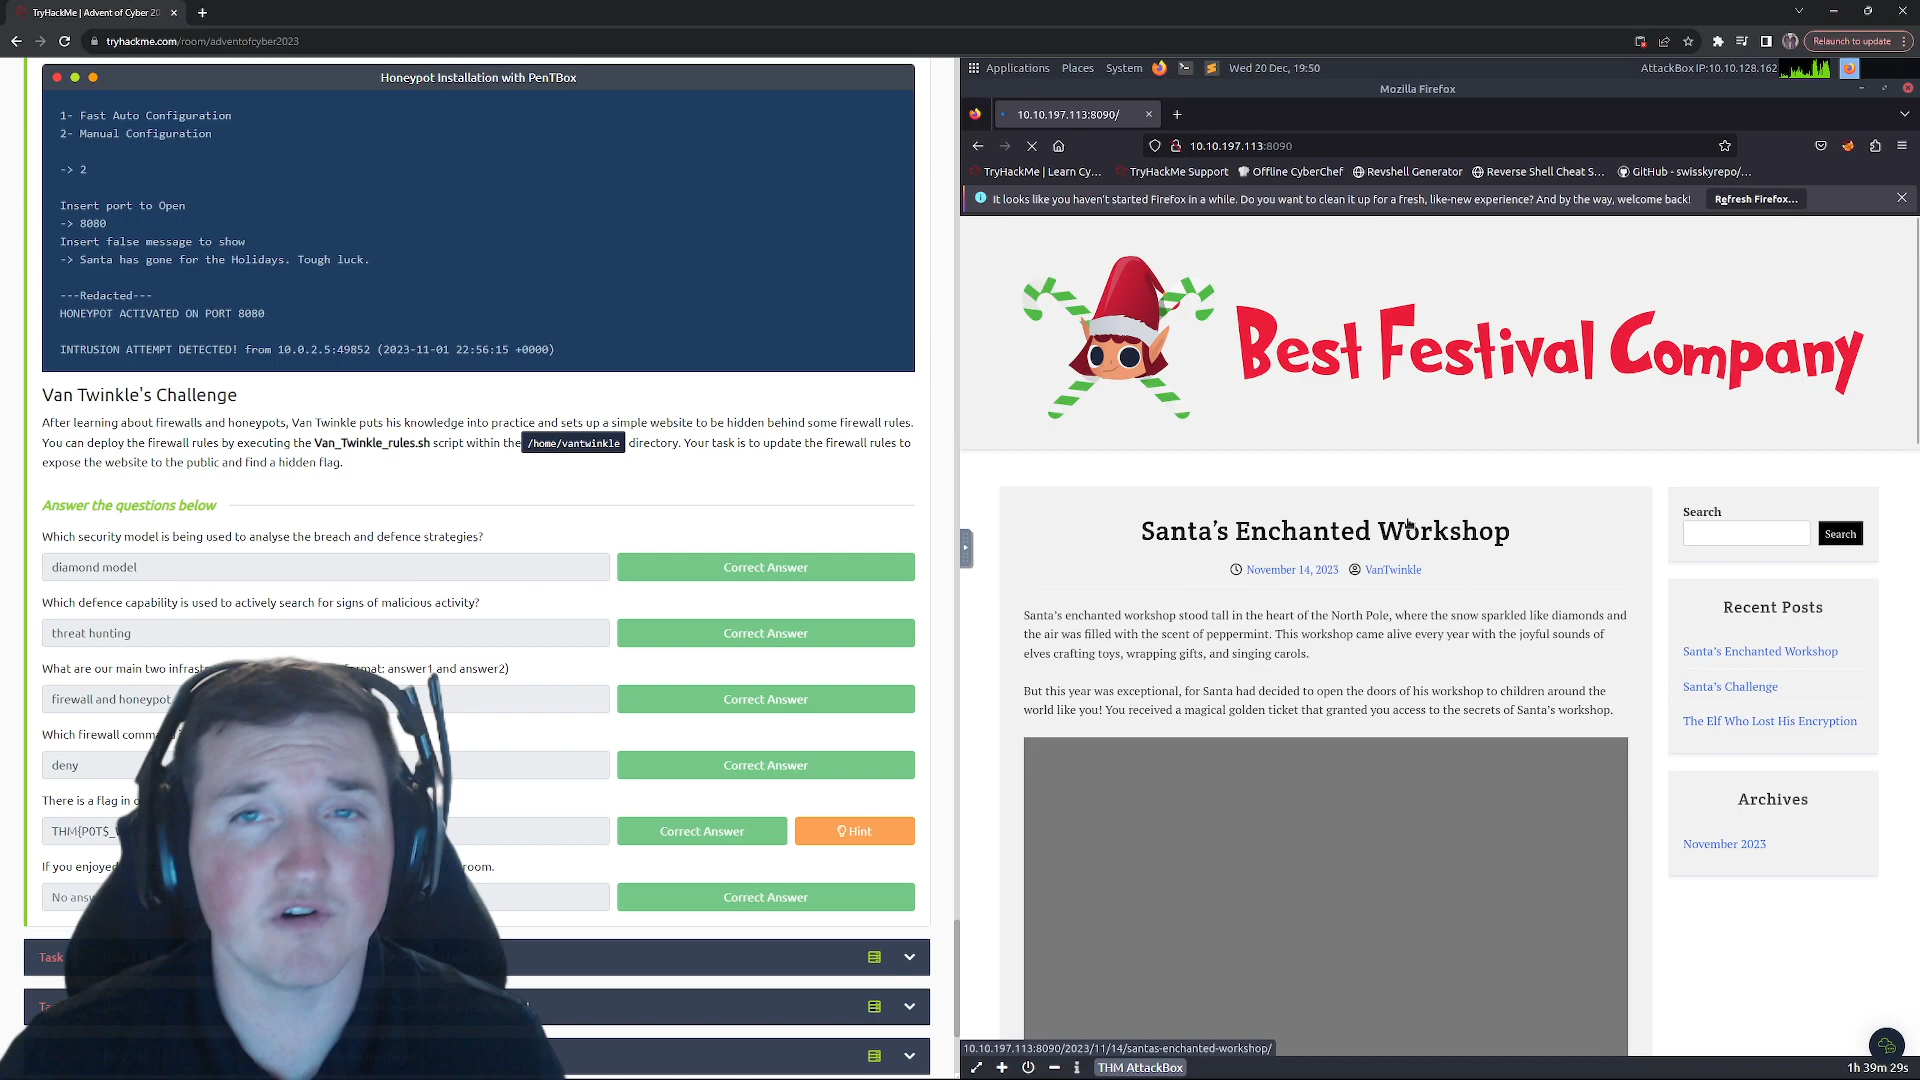 TryHackMe | Advent of Cyber 20
tryhackme.com/room/adventofcyber2023
Relaunch to update
Honeypot Installation with PenTBox
1- Fast Auto Configuration
2- Manual Configuration
-> 2
Insert port to Open
-> 8080
Insert false message to show
-> Santa has gone for the Holidays. Tough luck.
---Redacted---
HONEYPOT ACTIVATED ON PORT 8080
INTRUSION ATTEMPT DETECTED! from 10.0.2.5:49852 (2023-11-01 22:56:15 +0000)
Van Twinkle's Challenge
After learning about firewalls and honeypots, Van Twinkle puts his knowledge into practice and sets up a simple website to be hidden behind some firewall rules.
You can deploy the firewall rules by executing the Van_Twinkle_rules.sh script within the /home/vantwinkle directory. Your task is to update the firewall rules to
expose the website to the public and find a hidden flag.
Answer the questions below
Which security model is being used to analyse the breach and defence strategies?
diamond model
Correct Answer
Which defence capability is used to actively search for signs of malicious activity?
threat hunting
Correct Answer
What are our main two infrastr format: answer1 and answer2)
firewall and honeypot
Correct Answer
Which firewall comm
deny
Correct Answer
There is a flag in o
THM{P0T$_
Correct Answer
Hint
If you enjoyed room.
No answ
Correct Answer
Task
Applications Places System Wed 20 Dec, 19:50 AttackBox IP:10.10.128.162
Mozilla Firefox
10.10.197.113:8090/
10.10.197.113:8090
TryHackMe | Learn Cy... TryHackMe Support Offline CyberChef Revshell Generator Reverse Shell Cheat S... GitHub - swisskyrepo/...
It looks like you haven't started Firefox in a while. Do you want to clean it up for a fresh, like-new experience? And by the way, welcome back! Refresh Firefox...
Best Festival Company
Santa's Enchanted Workshop
November 14, 2023 VanTwinkle
Santa's enchanted workshop stood tall in the heart of the North Pole, where the snow sparkled like diamonds and
the air was filled with the scent of peppermint. This workshop came alive every year with the joyful sounds of
elves crafting toys, wrapping gifts, and singing carols.
But this year was exceptional, for Santa had decided to open the doors of his workshop to children around the
world like you! You received a magical golden ticket that granted you access to the secrets of Santa's workshop.
Search
Search
Recent Posts
Santa's Enchanted Workshop
Santa's Challenge
The Elf Who Lost His Encryption
Archives
November 2023
10.10.197.113:8090/2023/11/14/santas-enchanted-workshop/
THM AttackBox
1h 39m 29s